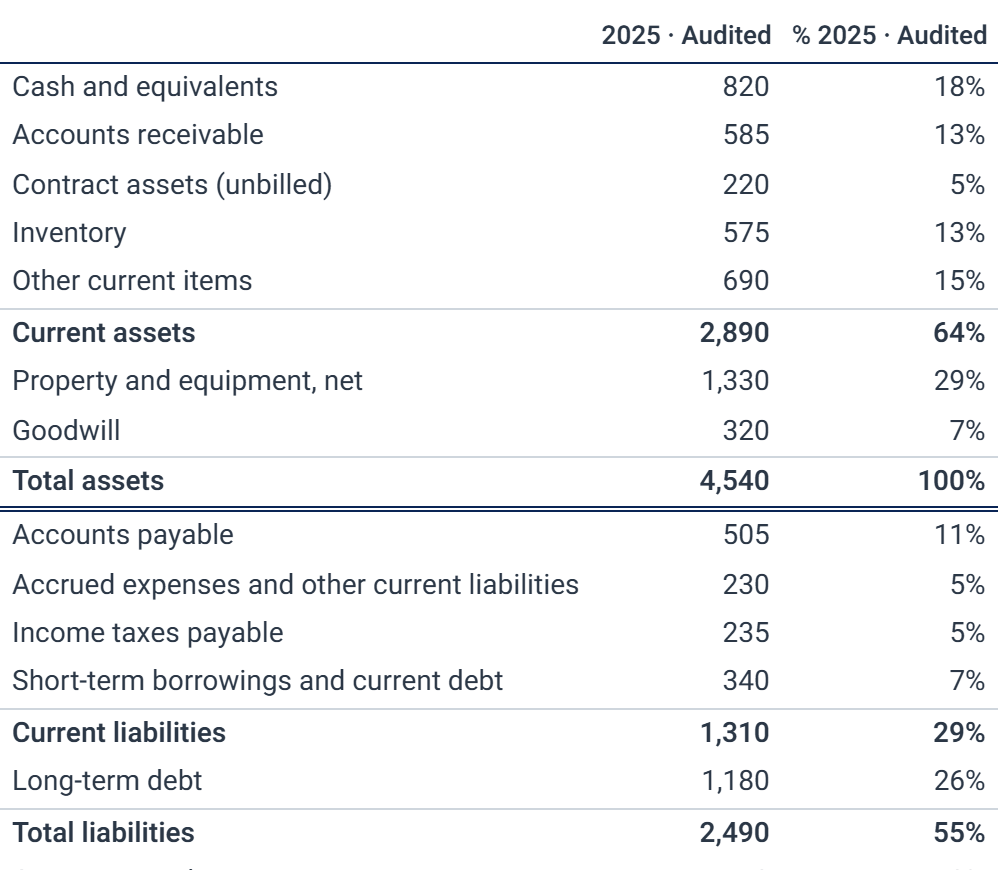 2025 · Audited % 2025 · Audited
Cash and equivalents 820 18%
Accounts receivable 585 13%
Contract assets (unbilled) 220 5%
Inventory 575 13%
Other current items 690 15%
Current assets 2,890 64%
Property and equipment, net 1,330 29%
Goodwill 320 7%
Total assets 4,540 100%
Accounts payable 505 11%
Accrued expenses and other current liabilities 230 5%
Income taxes payable 235 5%
Short-term borrowings and current debt 340 7%
Current liabilities 1,310 29%
Long-term debt 1,180 26%
Total liabilities 2,490 55%